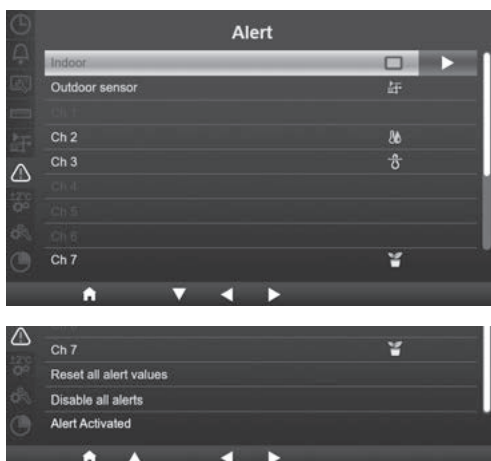 Alert
Indoor
Outdoor sensor
Ch 1
Ch 2
Ch 3
Ch 4
Ch 5
Ch 6
Ch 7
Ch 7
Reset all alert values
Disable all alerts
Alert Activated